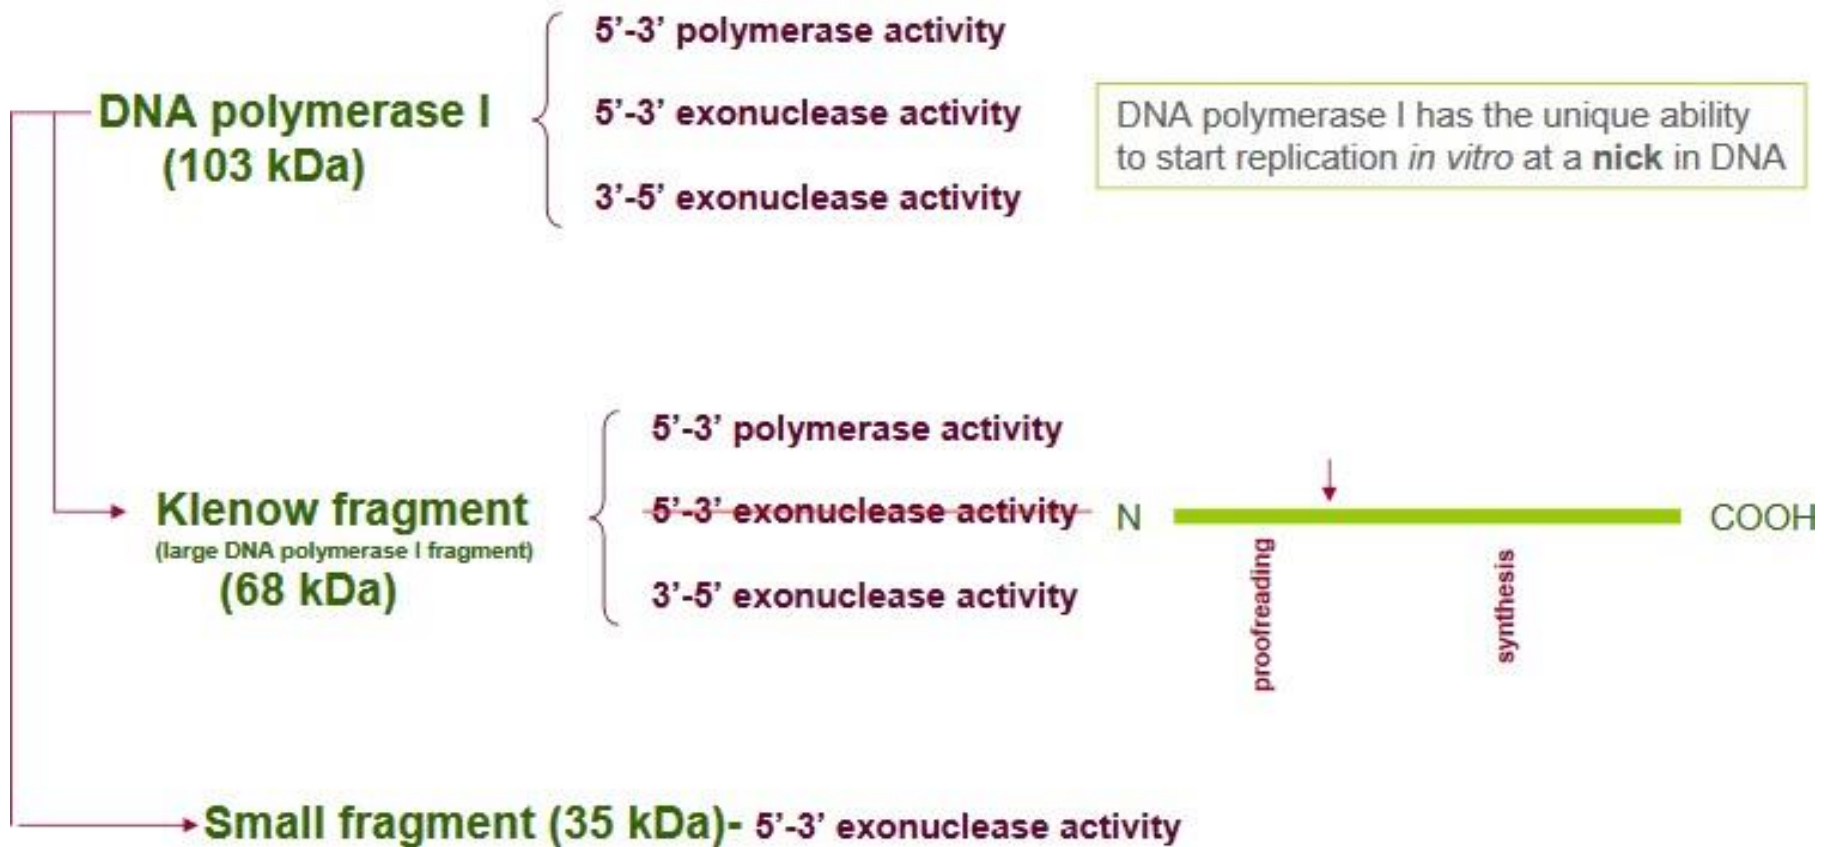 5’-3’ polymerase activity
DNA polymerase I
(103 kDa)
5’-3’ exonuclease activity
3’-5’ exonuclease activity
DNA polymerase I has the unique ability
to start replication in vitro at a nick in DNA
5’-3’ polymerase activity
Klenow fragment
(large DNA polymerase I fragment)
(68 kDa)
5’-3’ exonuclease activity
3’-5’ exonuclease activity
N
COOH
proofreading
synthesis
Small fragment (35 kDa)- 5’-3’ exonuclease activity